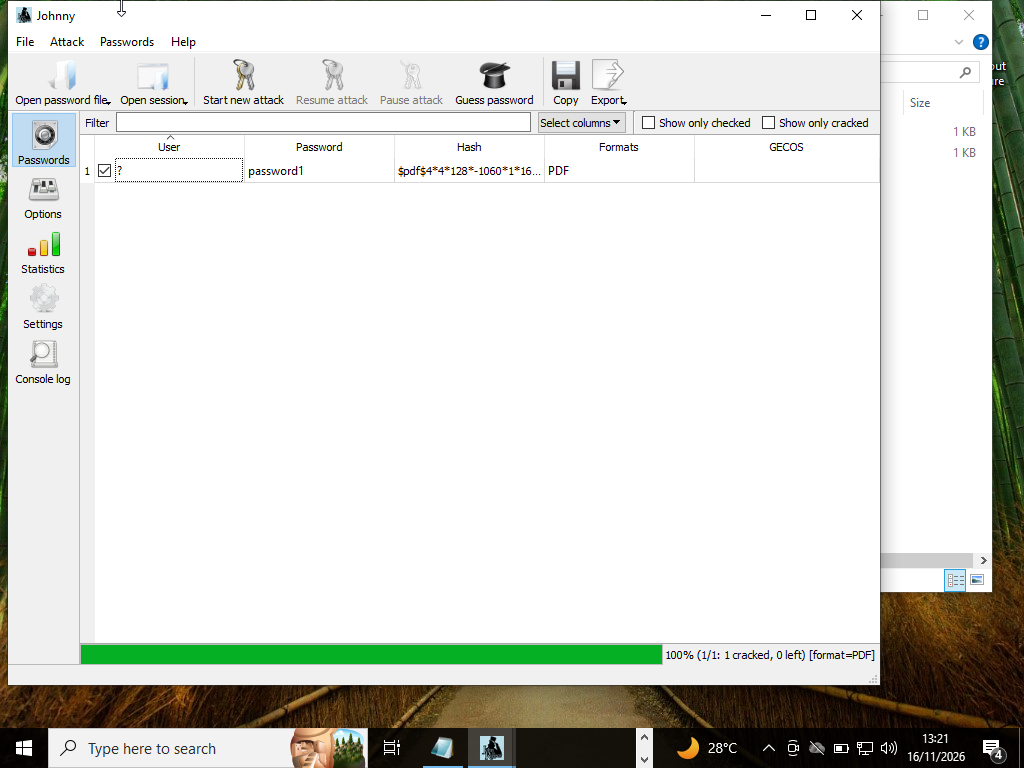 Johnny
File Attack Passwords Help
Open password file Open session Start new attack Resume attack Pause attack Guess password Copy Export
Filter Select columns Show only checked Show only cracked
Passwords
Options
Statistics
Settings
Console log
User Password Hash Formats GECOS
1 ? password1 $pdf$4*4*128*-1060*1*16... PDF
100% (1/1: 1 cracked, 0 left) [format=PDF]
?
out
ure
Size
1 KB
1 KB
Type here to search
28°C
13:21
16/11/2026
4